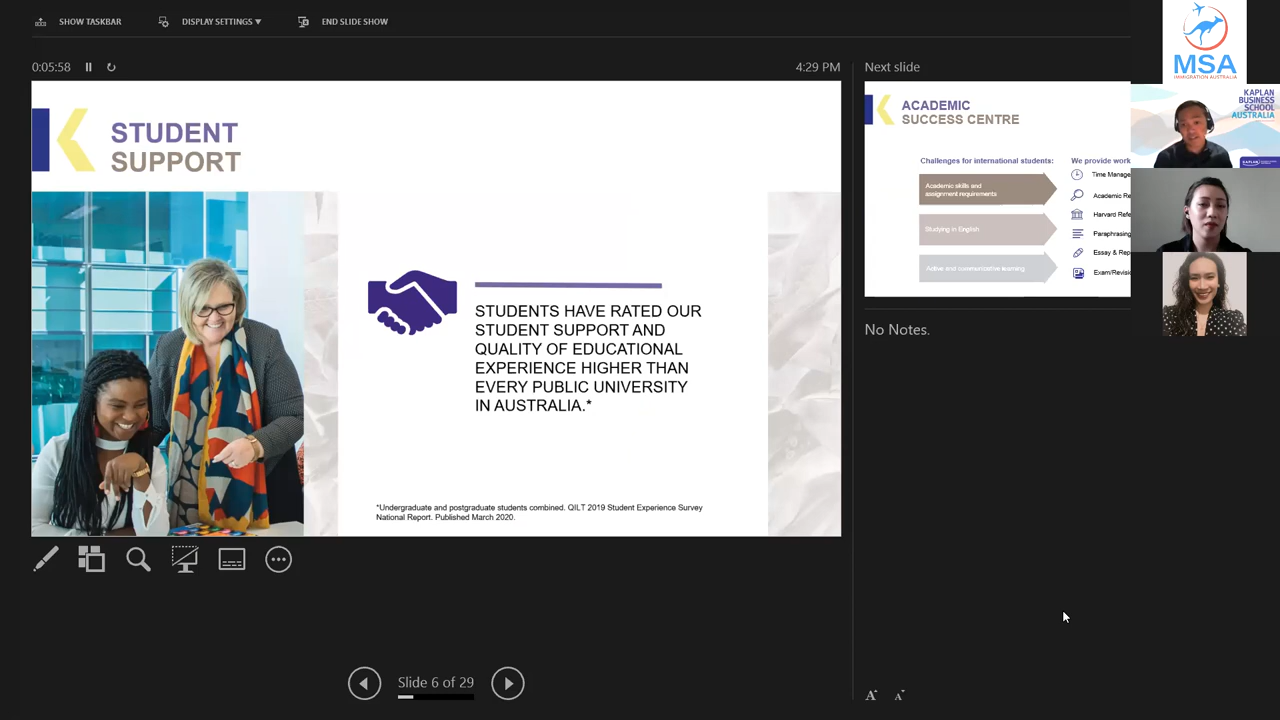 SHOW TASKBAR
DISPLAY SETTINGS
END SLIDE SHOW
0:05:58
4:29 PM
STUDENT
SUPPORT
STUDENTS HAVE RATED OUR
STUDENT SUPPORT AND
QUALITY OF EDUCATIONAL
EXPERIENCE HIGHER THAN
EVERY PUBLIC UNIVERSITY
IN AUSTRALIA.*
*Undergraduate and postgraduate students combined. QILT 2019 Student Experience Survey
National Report. Published March 2020.
Slide 6 of 29
Next slide
ACADEMIC
SUCCESS CENTRE
Challenges for international students:
Academic skills and
assignment requirements
Studying in English
Active and communicative learning
We provide work
Time Manage
Academic Re
Harvard Refe
Paraphrasing
Essay & Rep
Exam/Revisi
No Notes.
MSA
IMMIGRATION AUSTRALIA
KAPLAN
BUSINESS
SCHOOL
AUSTRALIA